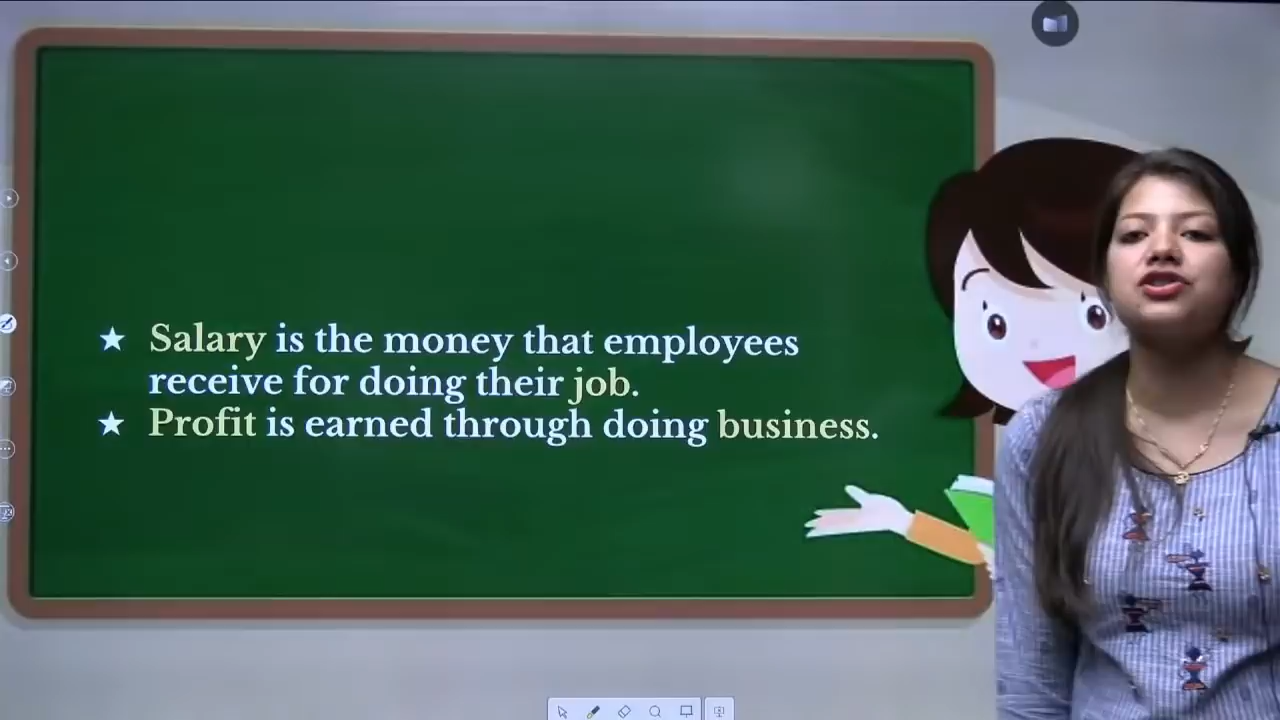 ★ Salary is the money that employees
receive for doing their job.
★ Profit is earned through doing business.